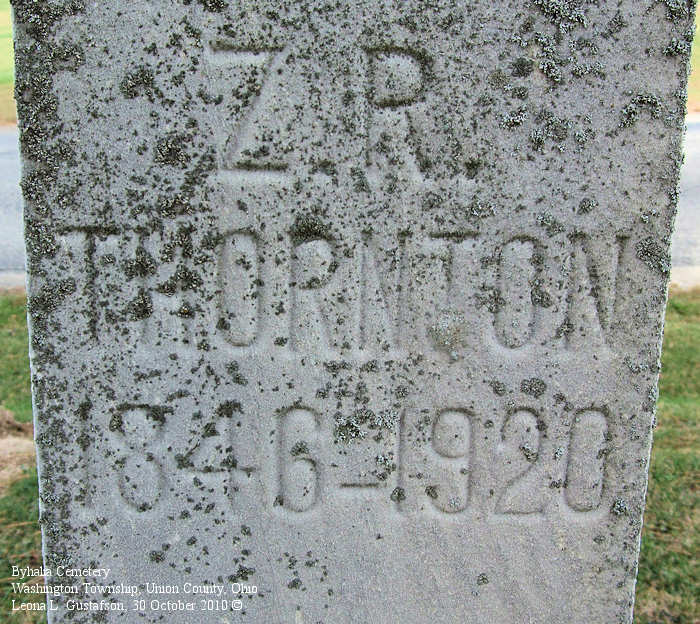 Z. R.
THORNTON
1846-1920
Byhalia Cemetery
Washington Township, Union County, Ohio
Leona L. Gustafson, 30 October 2010 ©